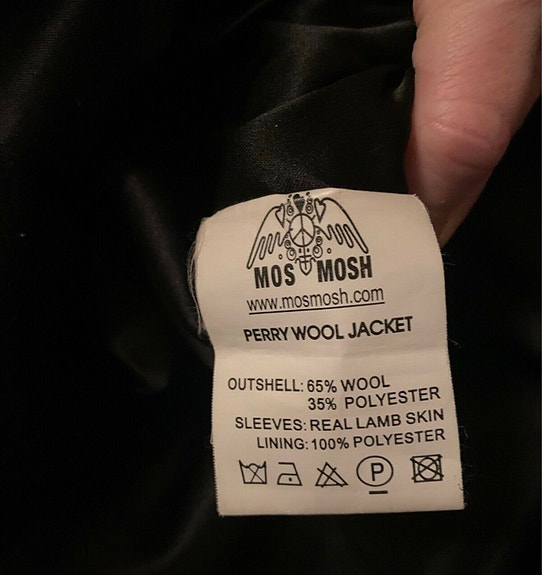 MOS MOSH
www.mosmosh.com
PERRY WOOL JACKET
OUTSHELL: 65% WOOL
35% POLYESTER
SLEEVES: REAL LAMB SKIN
LINING: 100% POLYESTER
P